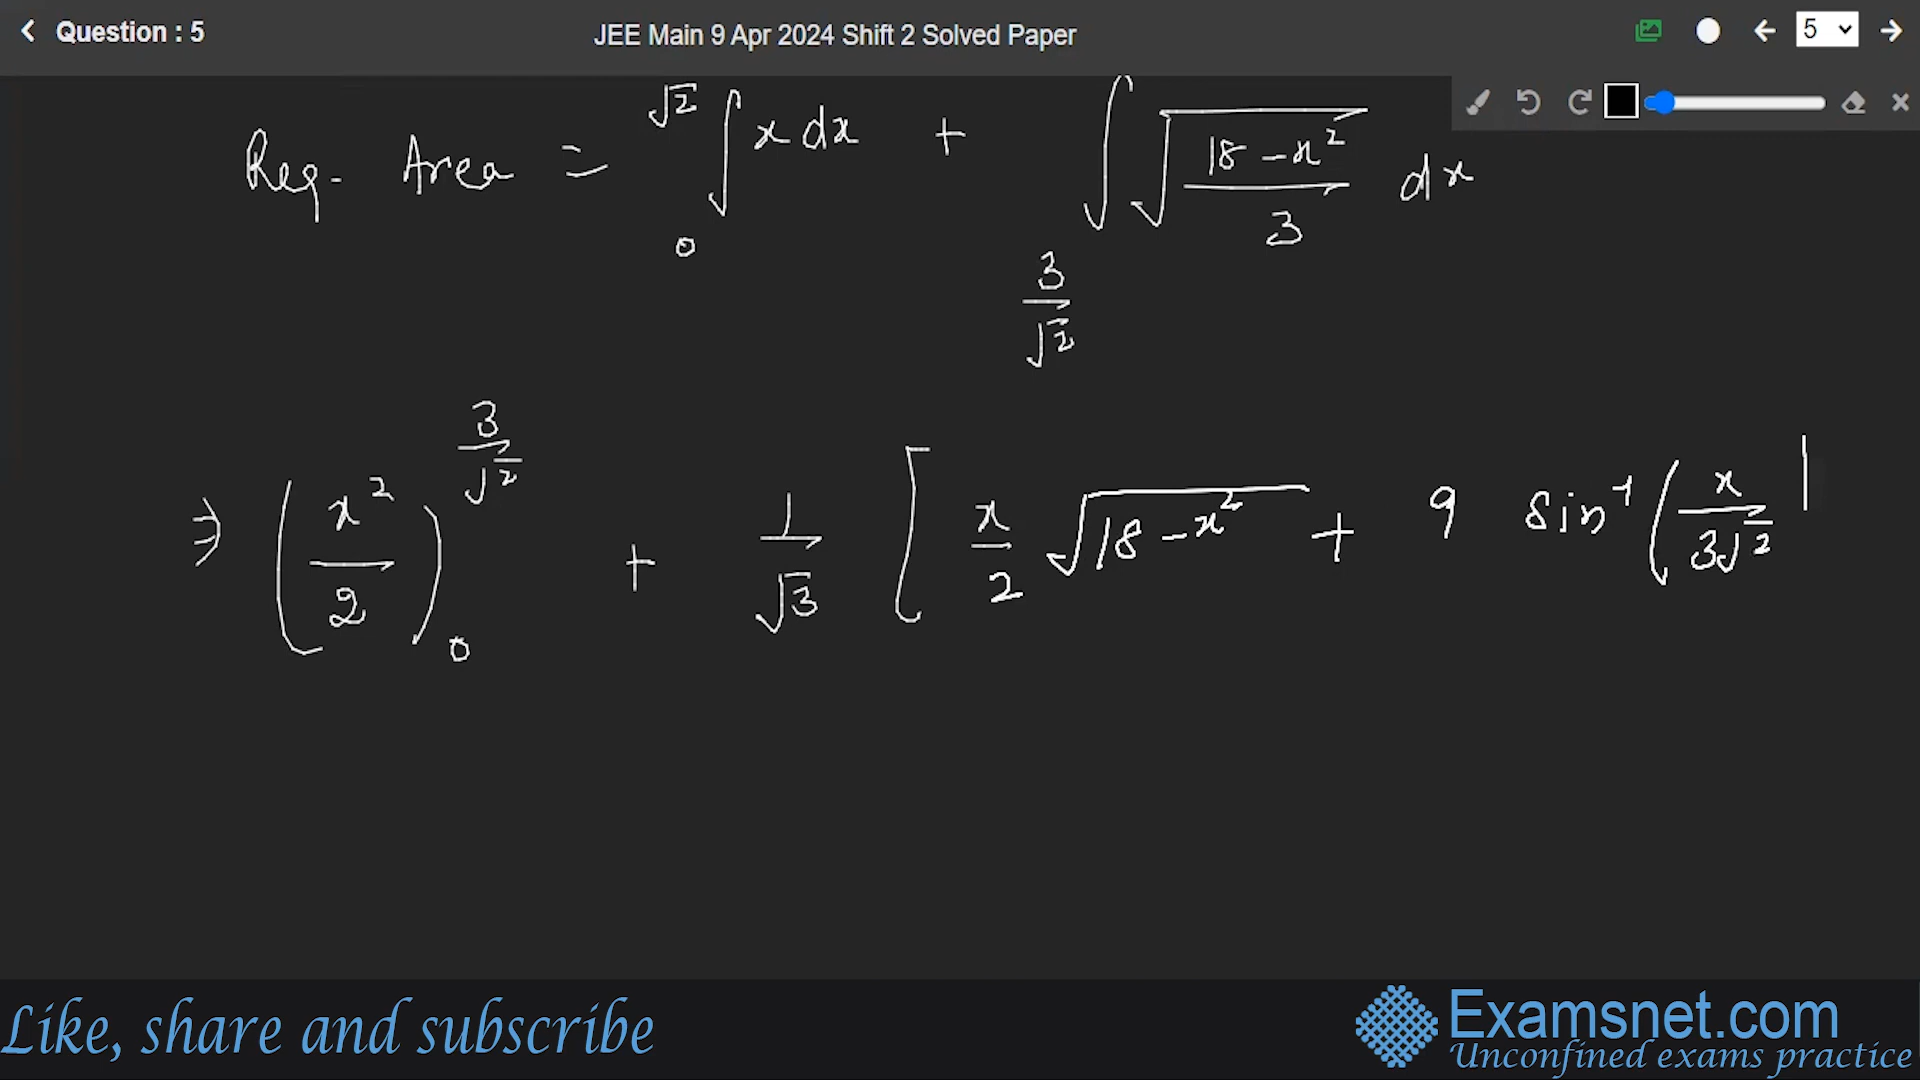 Question : 5
JEE Main 9 Apr 2024 Shift 2 Solved Paper
5
Req. Area = ∫_0^{√2} x dx + ∫_{3/√2} √((18-x²)/3) dx
⇒ (x²/2)_0^{3/√2} + 1/√3 [ x/2 √(18-x²) + 9 sin⁻¹ ( x/3√2 |
Like, share and subscribe
Examsnet.com
Unconfined exams practice